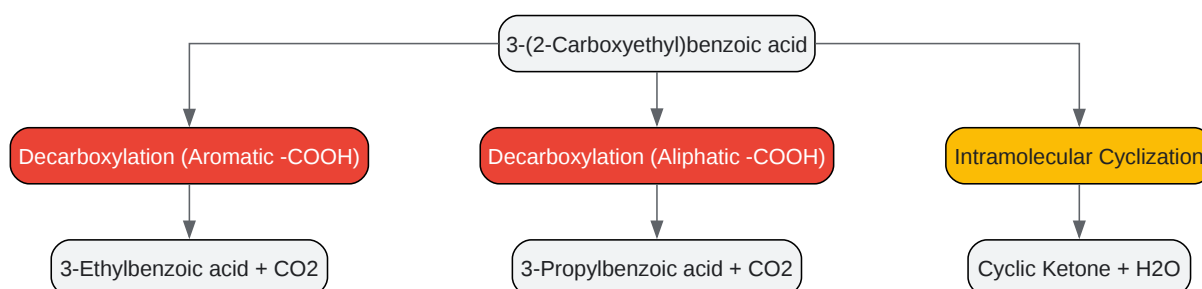 3-(2-Carboxyethyl)benzoic acid
Decarboxylation (Aromatic -COOH)
Decarboxylation (Aliphatic -COOH)
Intramolecular Cyclization
3-Ethylbenzoic acid + CO2
3-Propylbenzoic acid + CO2
Cyclic Ketone + H2O